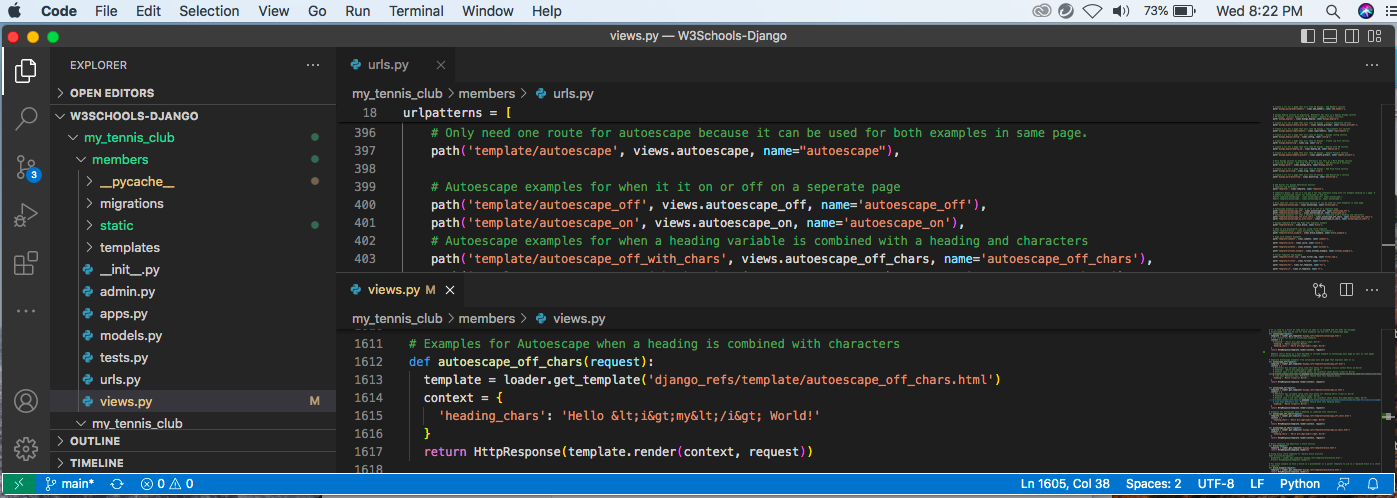 Code File Edit Selection View Go Run Terminal Window Help 73% Wed 8:22 PM
views.py — W3Schools-Django
EXPLORER
OPEN EDITORS
W3SCHOOLS-DJANGO
my_tennis_club
members
__pycache__
migrations
static
templates
__init__.py
admin.py
apps.py
models.py
tests.py
urls.py
views.py M
my_tennis_club
OUTLINE
TIMELINE
3
urls.py
my_tennis_club > members > urls.py
18 urlpatterns = [
396 # Only need one route for autoescape because it can be used for both examples in same page.
397 path('template/autoescape', views.autoescape, name="autoescape"),
398
399 # Autoescape examples for when it it on or off on a seperate page
400 path('template/autoescape_off', views.autoescape_off, name='autoescape_off'),
401 path('template/autoescape_on', views.autoescape_on, name='autoescape_on'),
402 # Autoescape examples for when a heading variable is combined with a heading and characters
403 path('template/autoescape_off_with_chars', views.autoescape_off_chars, name='autoescape_off_chars'),
views.py M
my_tennis_club > members > views.py
1611 # Examples for Autoescape when a heading is combined with characters
1612 def autoescape_off_chars(request):
1613 template = loader.get_template('django_refs/template/autoescape_off_chars.html')
1614 context = {
1615 'heading_chars': 'Hello &lt;i&gt;my&lt;/i&gt; World!'
1616 }
1617 return HttpResponse(template.render(context, request))
1618
main* 0 0 Ln 1605, Col 38 Spaces: 2 UTF-8 LF Python